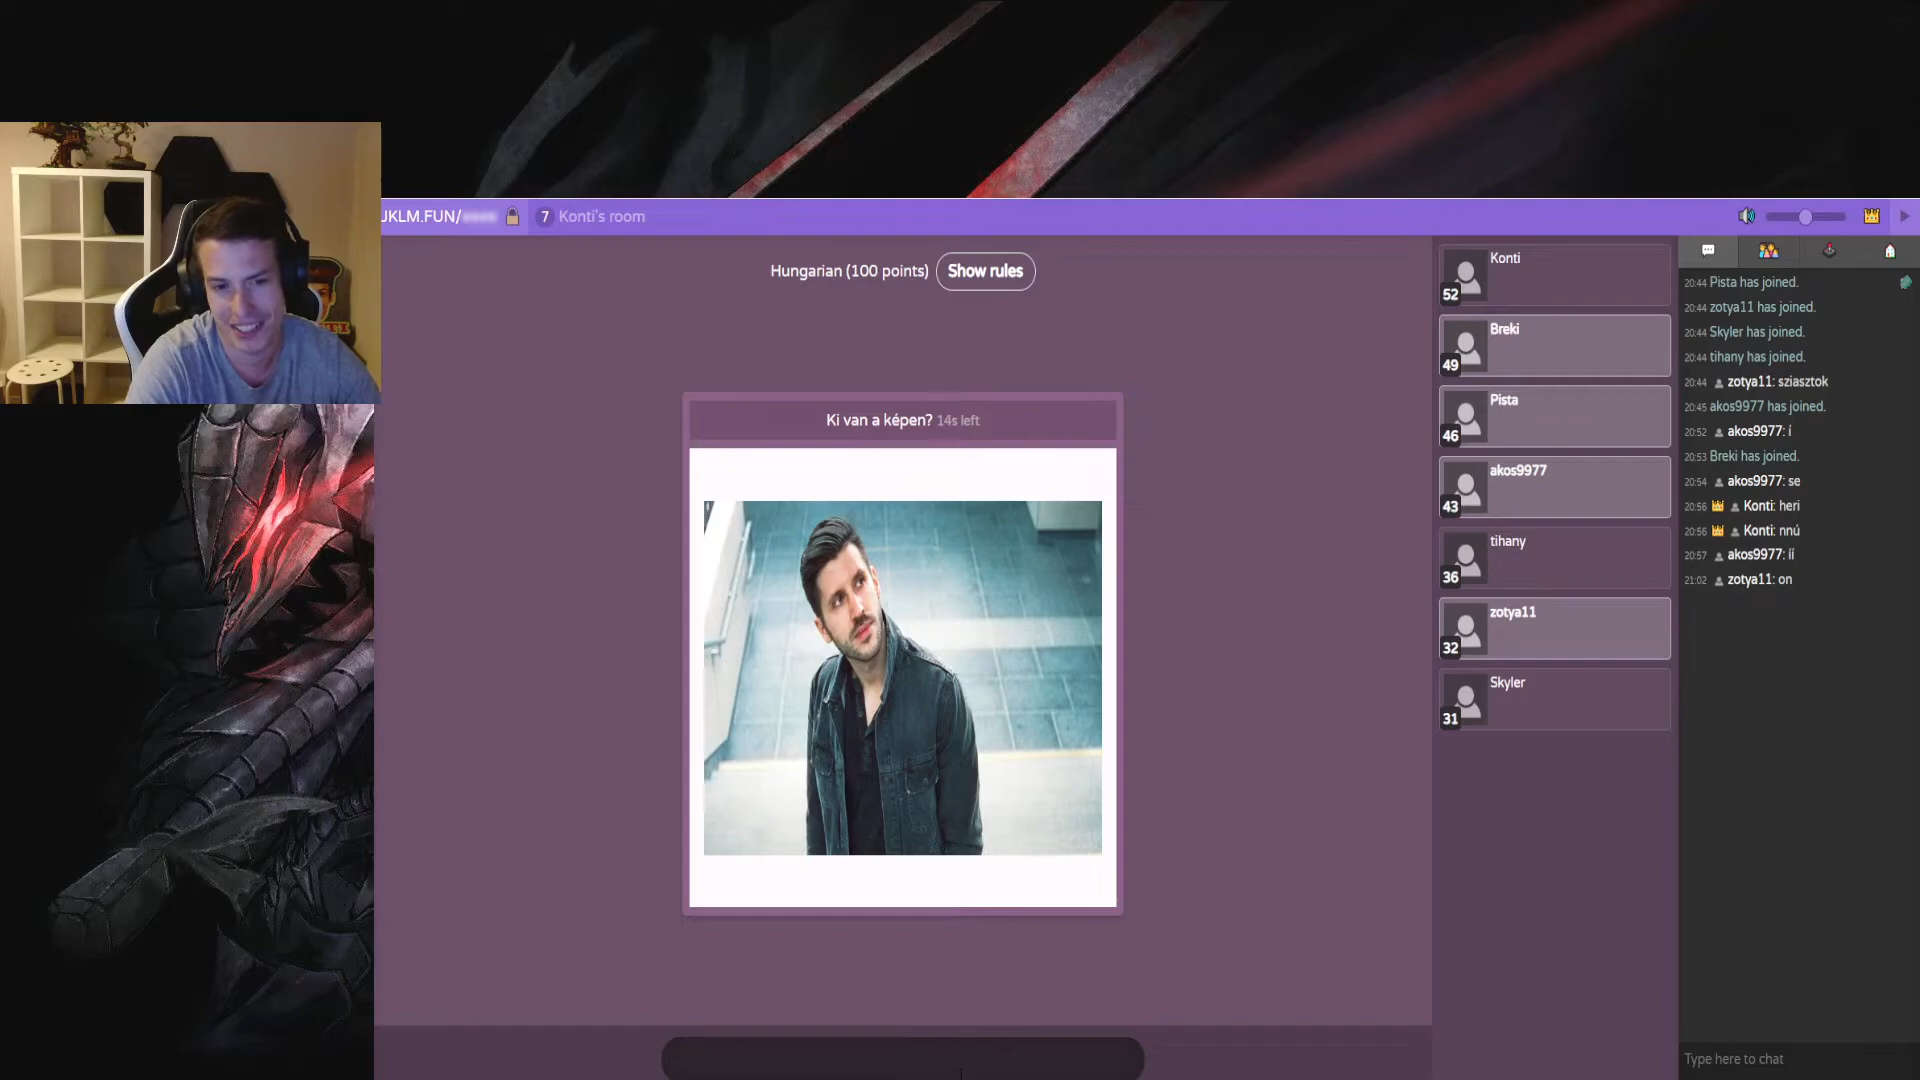 JKLM.FUN/
7 Konti's room
Hungarian (100 points) Show rules
Ki van a képen? 14s left
Konti
52
Breki
49
Pista
46
akos9977
43
tihany
36
zotya11
32
Skyler
31
20:44 Pista has joined.
20:44 zotya11 has joined.
20:44 Skyler has joined.
20:44 tihany has joined.
20:44 zotya11: sziasztok
20:45 akos9977 has joined.
20:52 akos9977: í
20:53 Breki has joined.
20:54 akos9977: se
20:56 Konti: heri
20:56 Konti: nnú
20:57 akos9977: íí
21:02 zotya11: on
Type here to chat